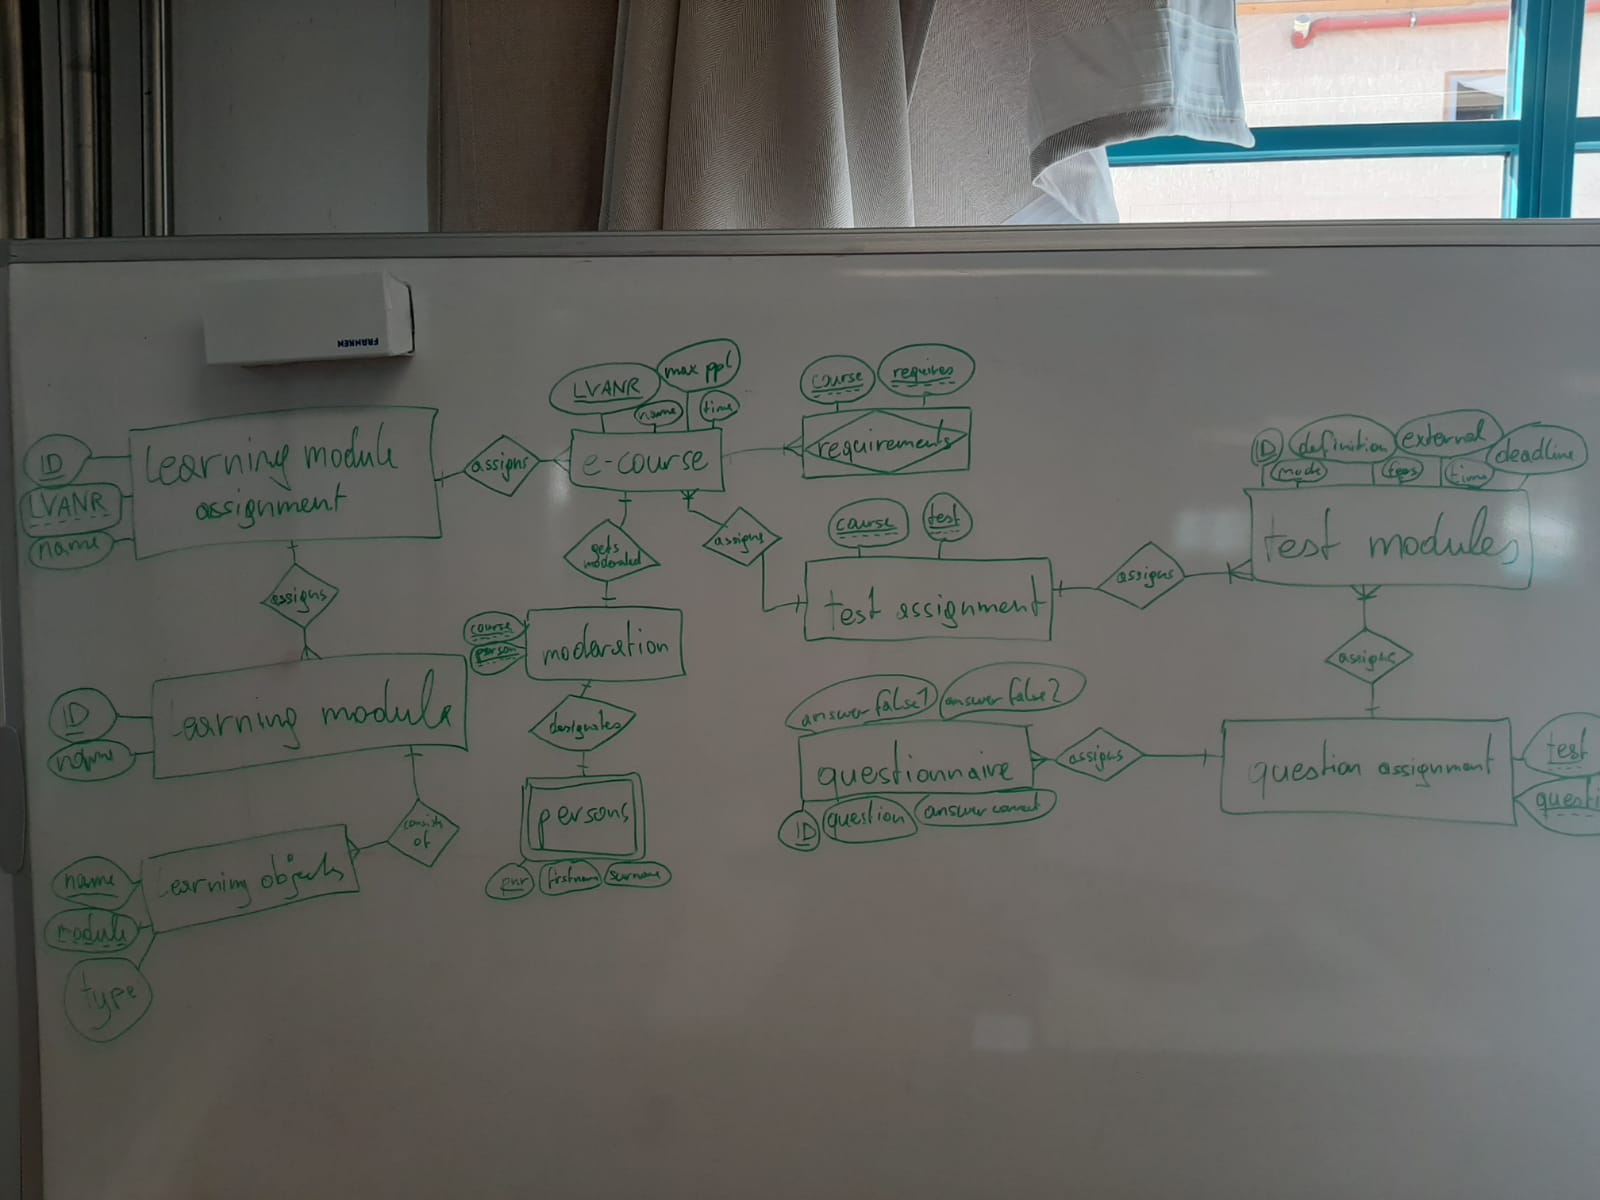 FRANKEN
LVANR
max ppl
name
time
course
requires
ID
LVANR
name
Learning module
assignment
assigns
e-course
requirements
ID
definition
external
deadline
mode
fees
time
test modules
assigns
gets
moderated
assigns
course
test
test assignment
assigns
course
person
moderation
assigns
ID
name
Learning module
designates
answer false1
answer false2
questionnaire
assigns
question assignment
test
questi
ID
question
answer correct
consists
of
persons
pnr
firstname
surname
name
module
type
Learning objects